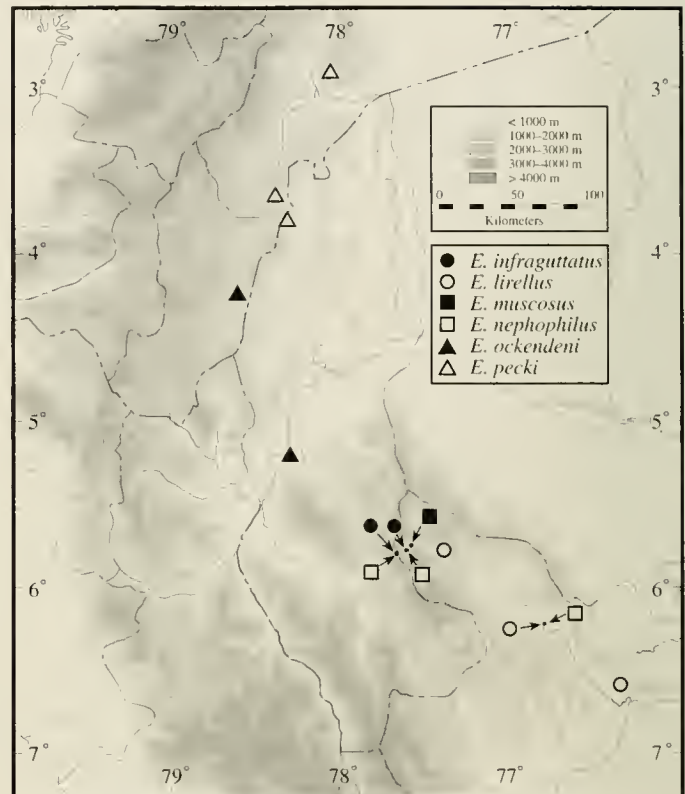 79° 78° 77°
3° 3°
< 1000 m
1000–2000 m
2000–3000 m
3000–4000 m
> 4000 m
0 50 100
Kilometers
4° 4°
E. infraguttatus
E. lirellus
E. muscosus
E. nephophilus
E. ockendeni
E. pecki
5° 5°
6° 6°
7° 7°
79° 78° 77°